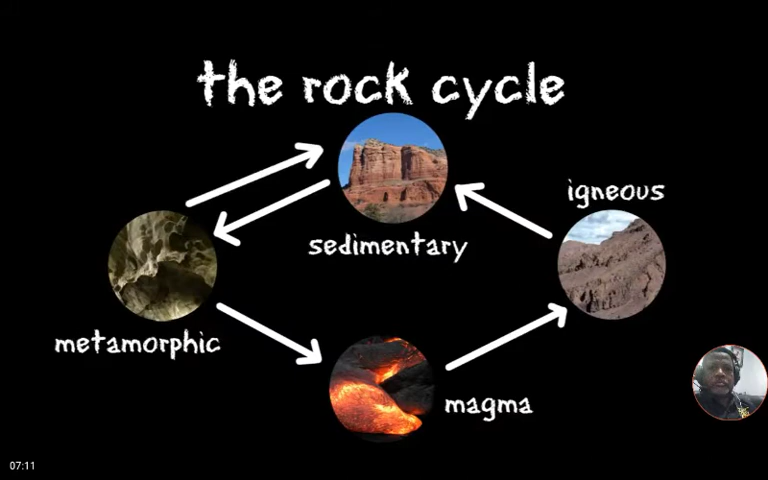 the rock cycle
igneous
sedimentary
metamorphic
magma
07:11